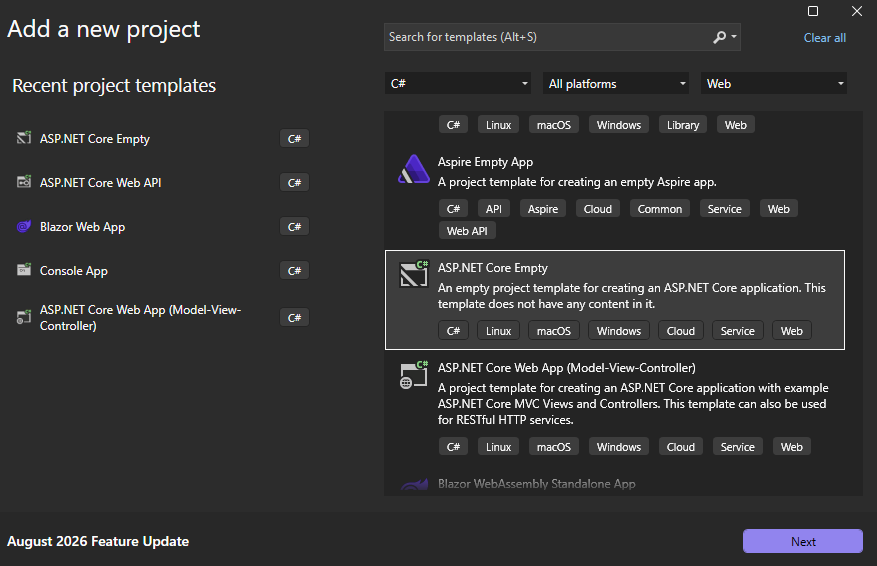 Add a new project
Search for templates (Alt+S)
Clear all
Recent project templates
C#
All platforms
Web
ASP.NET Core Empty
C#
ASP.NET Core Web API
C#
Blazor Web App
C#
Console App
C#
ASP.NET Core Web App (Model-View-
Controller)
C#
C# Linux macOS Windows Library Web
Aspire Empty App
A project template for creating an empty Aspire app.
C# API Aspire Cloud Common Service Web
Web API
C#
ASP.NET Core Empty
An empty project template for creating an ASP.NET Core application. This
template does not have any content in it.
C# Linux macOS Windows Cloud Service Web
C#
ASP.NET Core Web App (Model-View-Controller)
A project template for creating an ASP.NET Core application with example
ASP.NET Core MVC Views and Controllers. This template can also be used
for RESTful HTTP services.
C# Linux macOS Windows Cloud Service Web
Blazor WebAssembly Standalone App
August 2026 Feature Update
Next